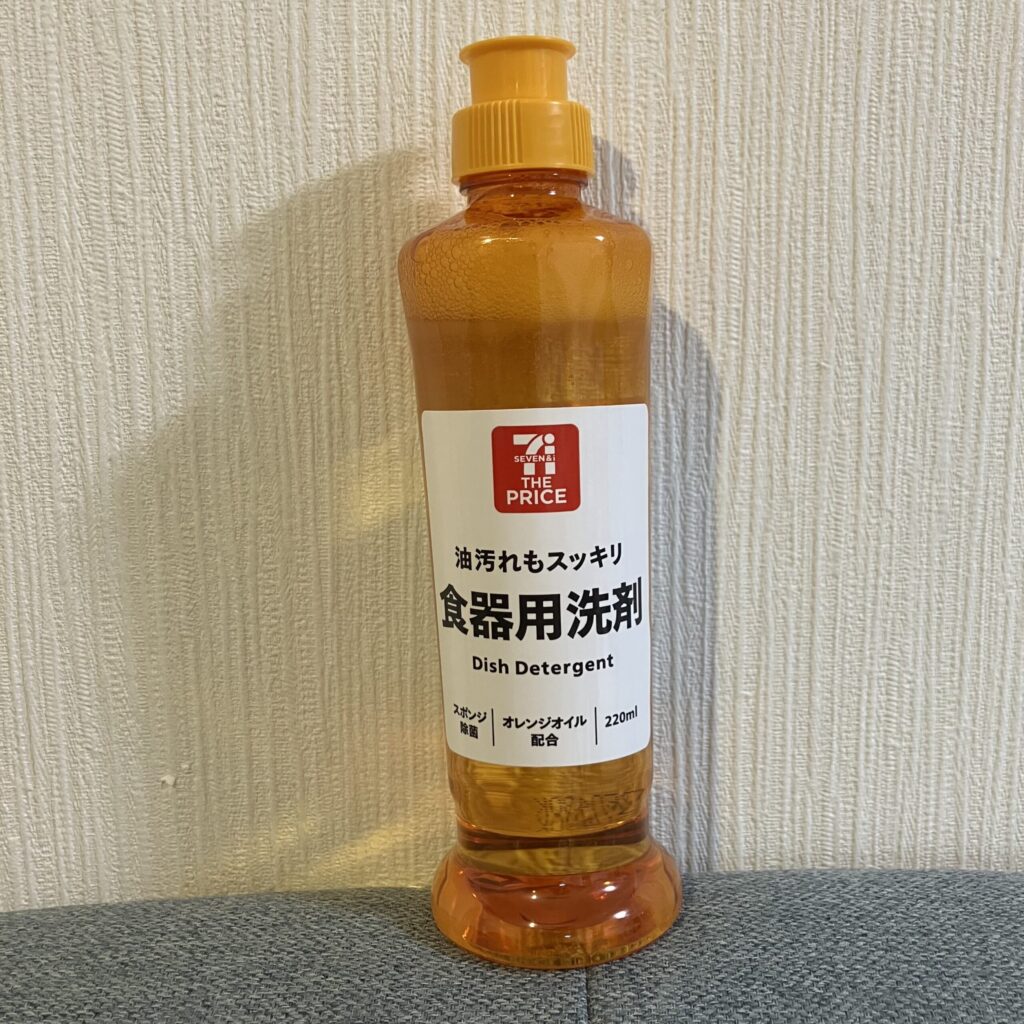 7i
SEVEN&i
THE
PRICE
油汚れもスッキリ
食器用洗剤
Dish Detergent
スポンジ
除菌
オレンジオイル
配合
220ml